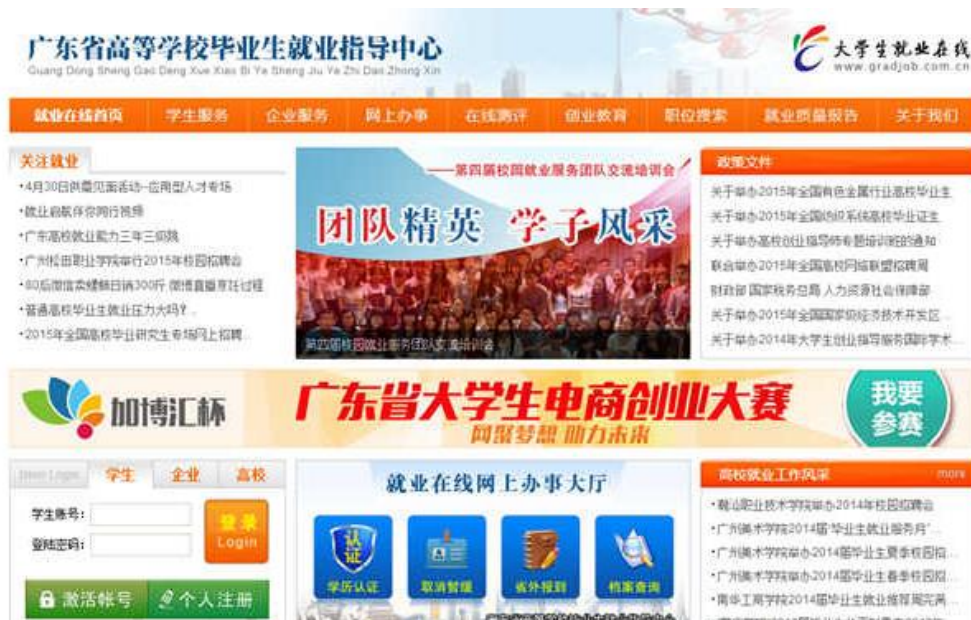 广东省高等学校毕业生就业指导中心
Guang Dong Sheng Gao Deng Xue Xiao Bi Ye Sheng Jiu Ye Zhi Dao Zhong Xin
大学生就业在线
www.gradjob.com.cn
就业在线首页 学生服务 企业服务 网上办事 在线测评 创业教育 职位搜索 就业质量报告 关于我们
关注就业
·4月30日供需见面活动--应用型人才专场
·就业启航伴你同行视频
·广东高校就业能力三年三级跳
·广州松田职业学院举行2015年校园招聘会
·80后微信卖螃蟹日销300斤 微博直播烹饪过程
·普通高校毕业生就业压力大吗?..
·2015年全国高校毕业研究生专场网上招聘..
——第四届校园就业服务团队交流培训会
团队精英 学子风采
第四届校园就业服务团队交流培训会
政策文件
关于举办2015年全国有色金属行业高校毕业生
关于举办2015年全国纺织系统高校毕业证生
关于举办高校创业指导师专题培训班的通知
联合举办2015年全国高校网络联盟招聘周
财政部 国家税务总局 人力资源社会保障部
关于举办2015年全国国家级经济技术开发区...
关于举办2014年大学生创业指导服务国际学术...
加博汇杯
广东省大学生电商创业大赛
网聚梦想 助力未来
我要
参赛
学生 企业 高校
学生账号:
登陆密码:
登录
Login
激活帐号 个人注册
就业在线网上办事大厅
认证
学历认证 取消暂缓 省外报到 档案查询
高校就业工作风采 more
·潮汕职业技术学院举办2014年校园招聘会
·广州美术学院2014届“毕业生就业服务月”...
·广州美术学院举办2014届毕业生夏季校园招...
·广州美术学院举办2014届毕业生春季校园招...
·南华工商学院2014届毕业生就业推荐周完满...